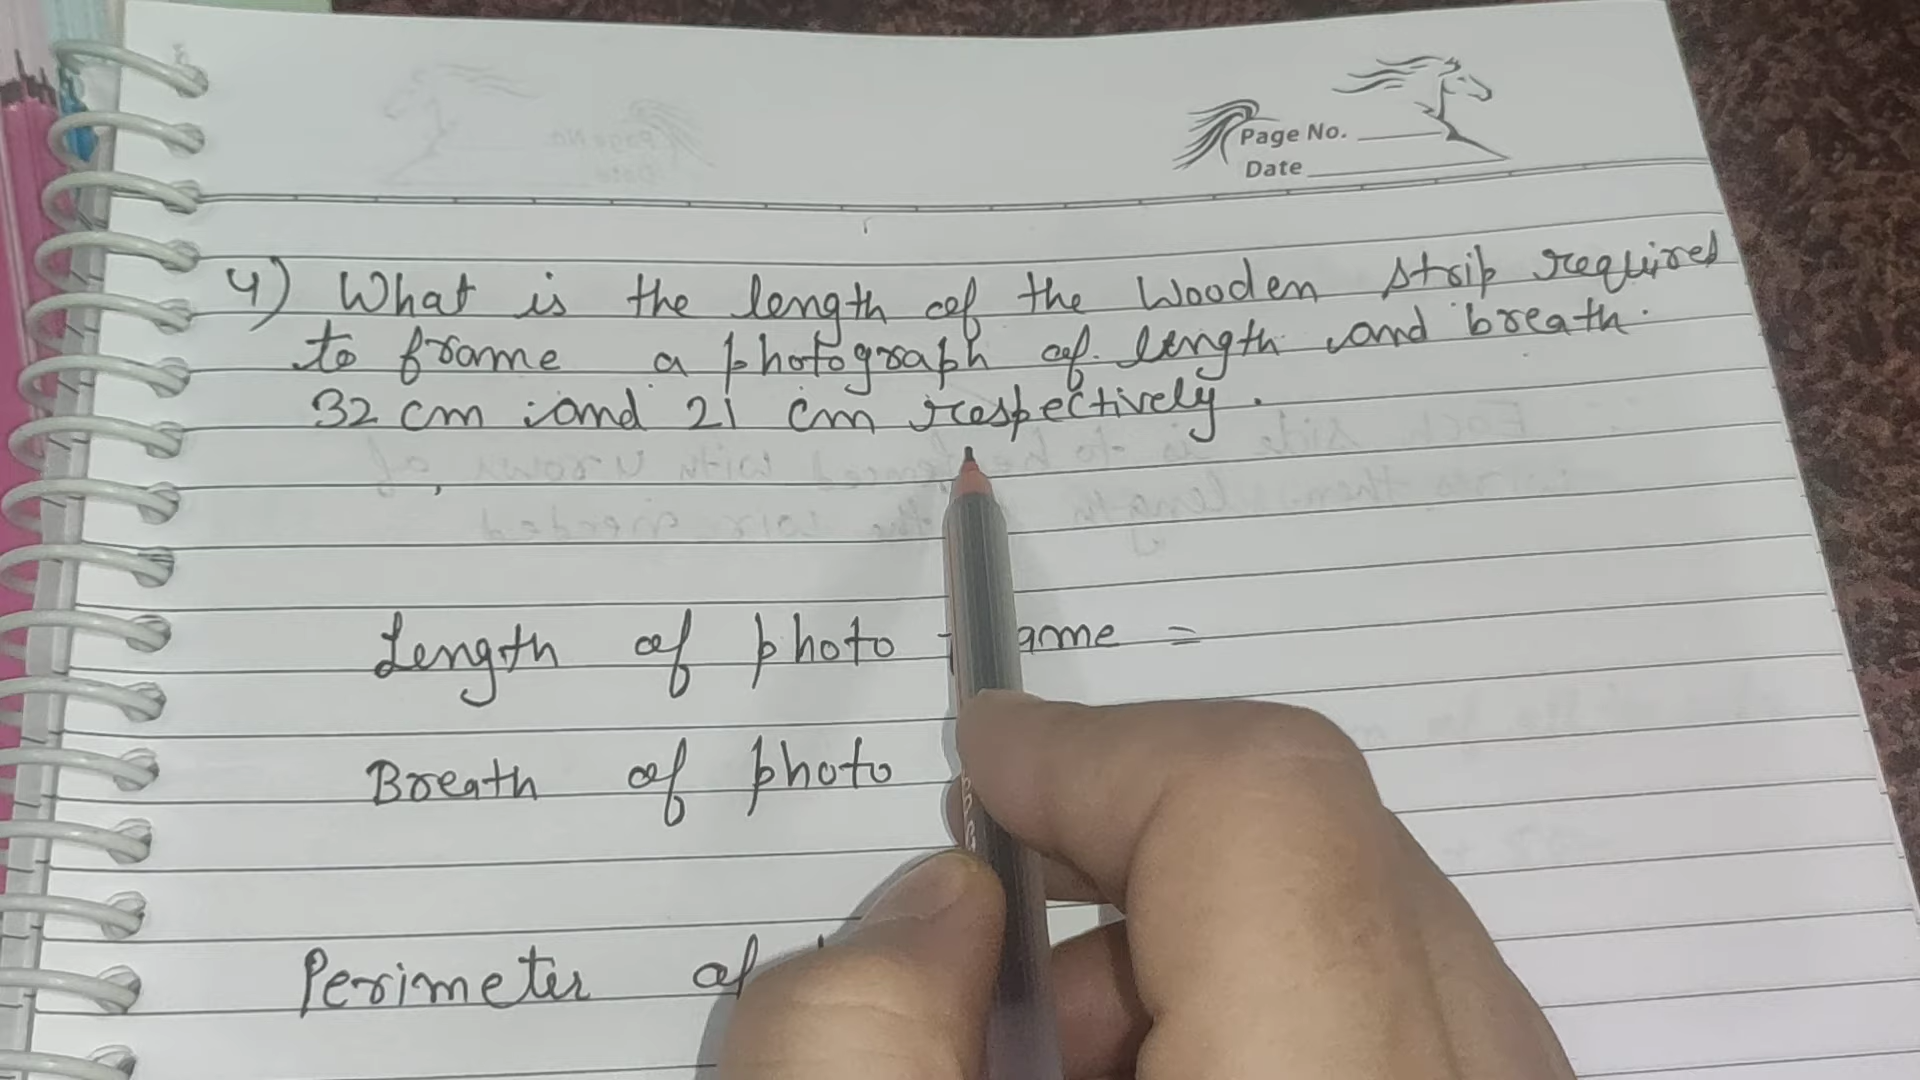 Page No.
Date
4) What is the length of the Wooden strip required
to frame a photograph of length and breath.
32 cm and 21 cm respectively.
Length of photo ame =
Breath of photo
Perimeter of